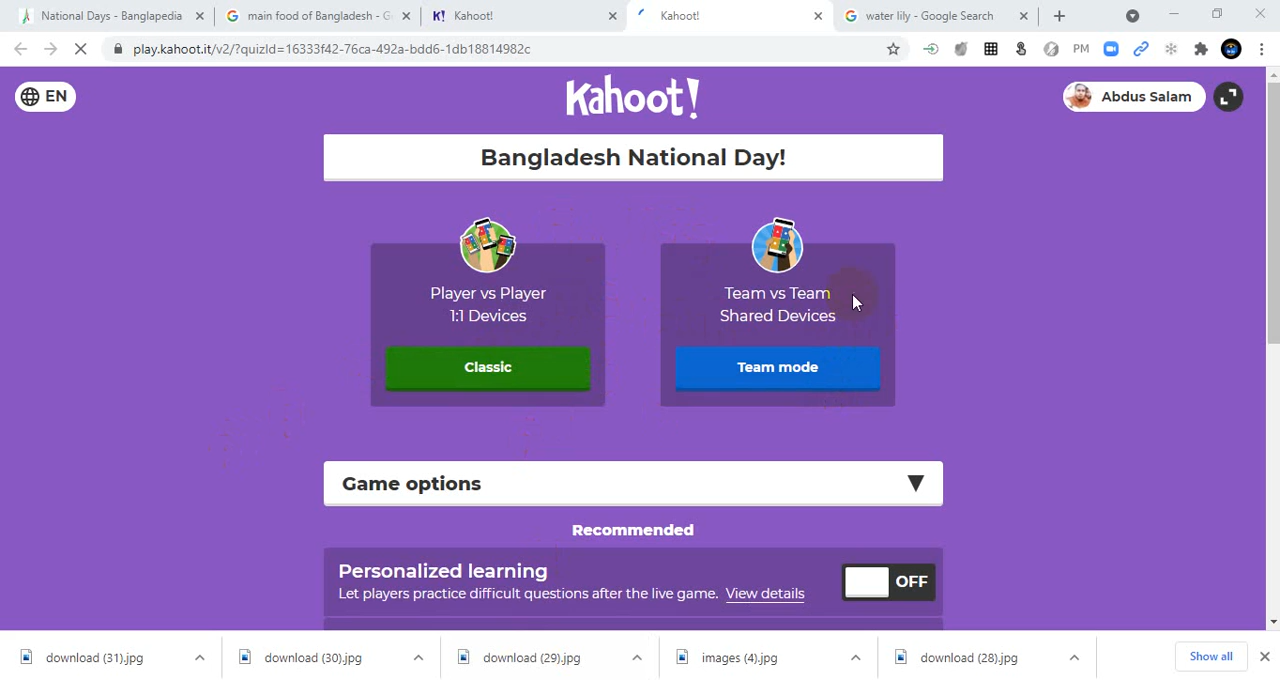 National Days - Banglapedia
main food of Bangladesh - G
Kahoot!
Kahoot!
water lily - Google Search
play.kahoot.it/v2/?quizId=16333f42-76ca-492a-bdd6-1db18814982c
PM
EN
Kahoot!
Abdus Salam
Bangladesh National Day!
Player vs Player
1:1 Devices
Classic
Team vs Team
Shared Devices
Team mode
Game options
Recommended
Personalized learning
Let players practice difficult questions after the live game. View details
OFF
download (31).jpg
download (30).jpg
download (29).jpg
images (4).jpg
download (28).jpg
Show all